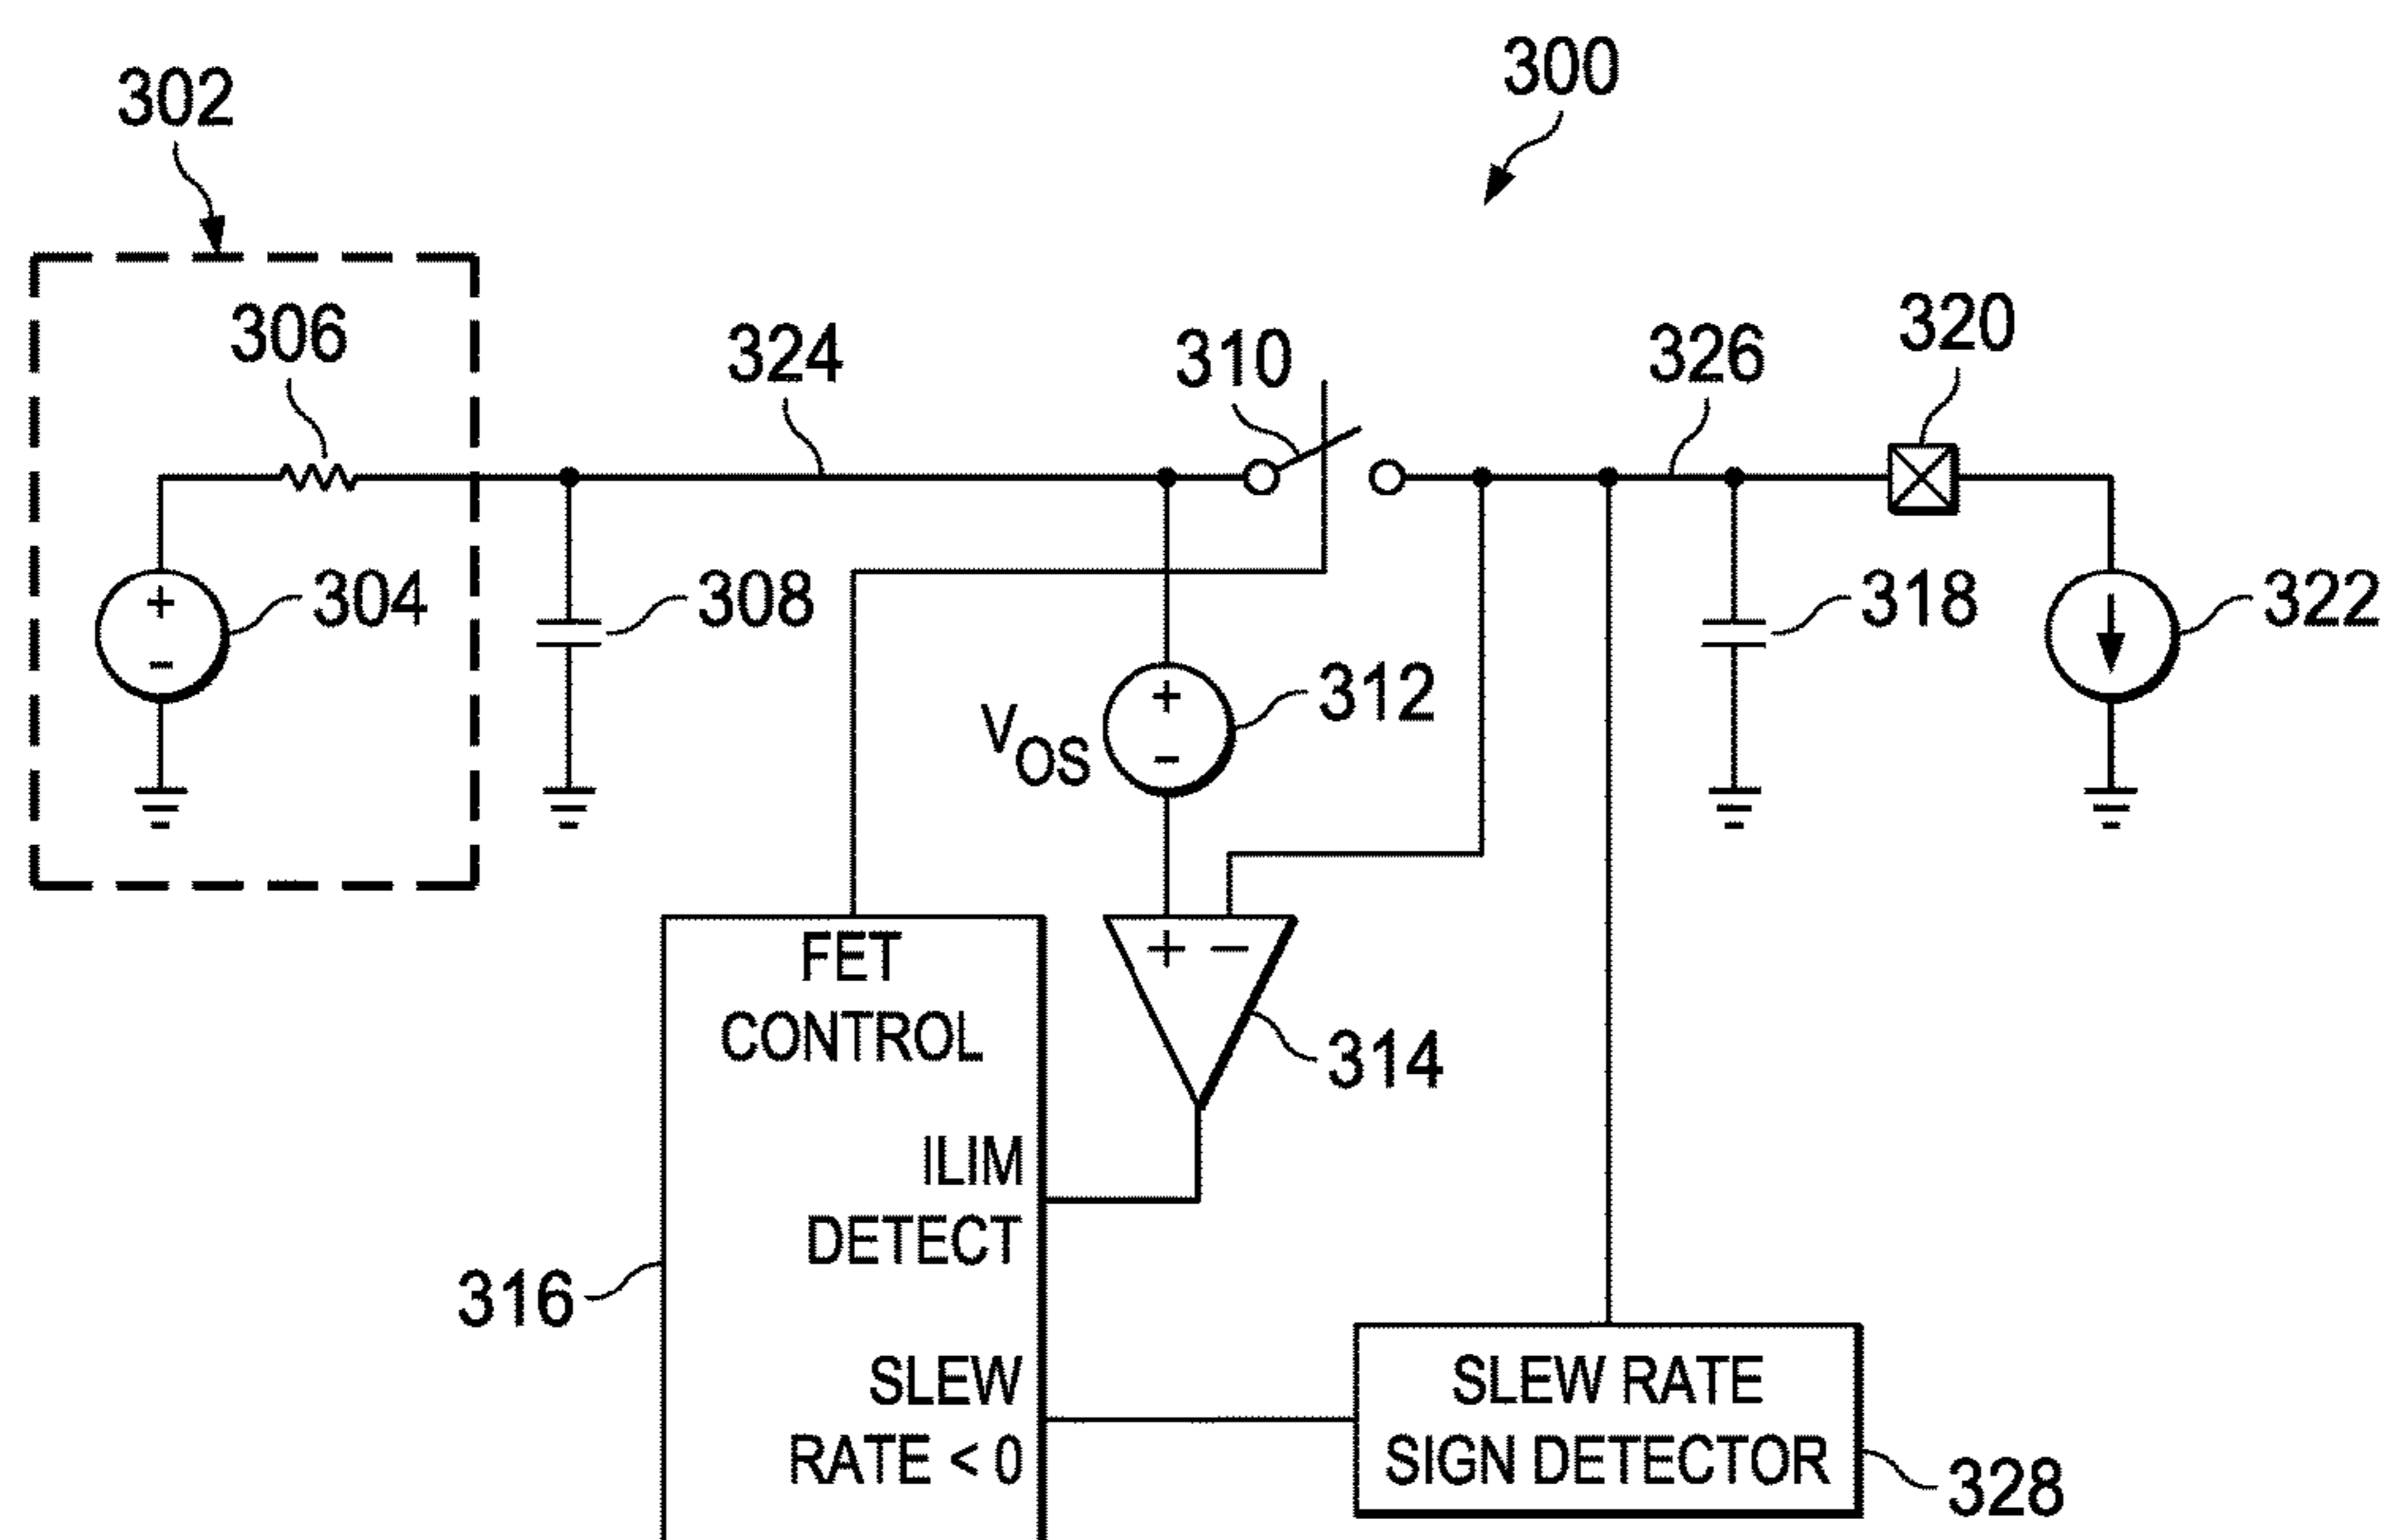 300
302
306
324
310
326
320
304
308
318
322
+
-
+
-
312
V_OS
+ -
FET
CONTROL
314
ILIM
DETECT
316
SLEW
RATE < 0
SLEW RATE
SIGN DETECTOR
328